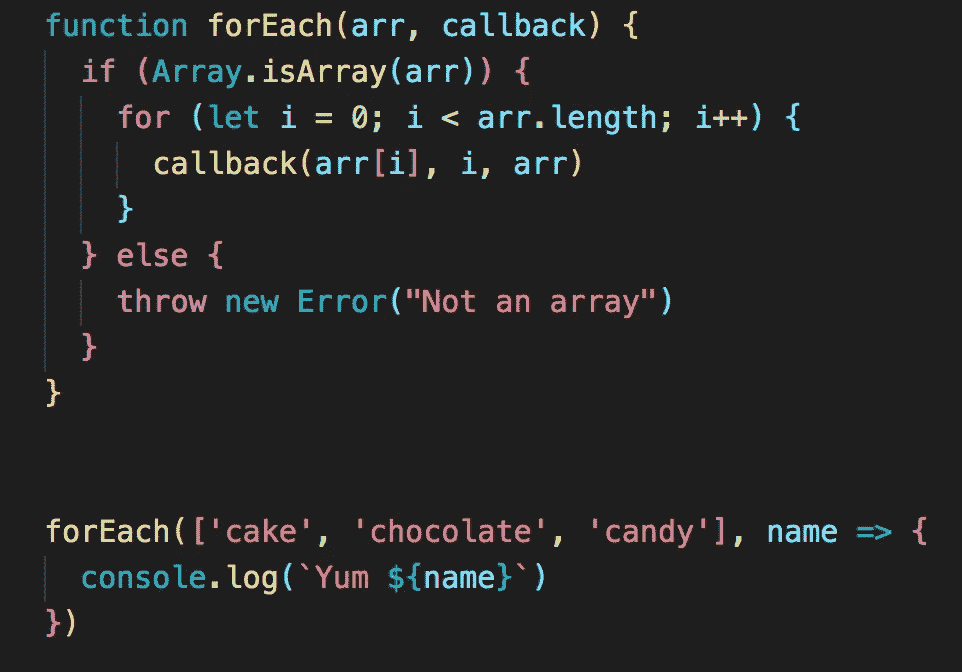 function forEach(arr, callback) {
  if (Array.isArray(arr)) {
    for (let i = 0; i < arr.length; i++) {
      callback(arr[i], i, arr)
    }
  } else {
    throw new Error("Not an array")
  }
}
forEach(['cake', 'chocolate', 'candy'], name => {
  console.log(`Yum ${name}`)
})